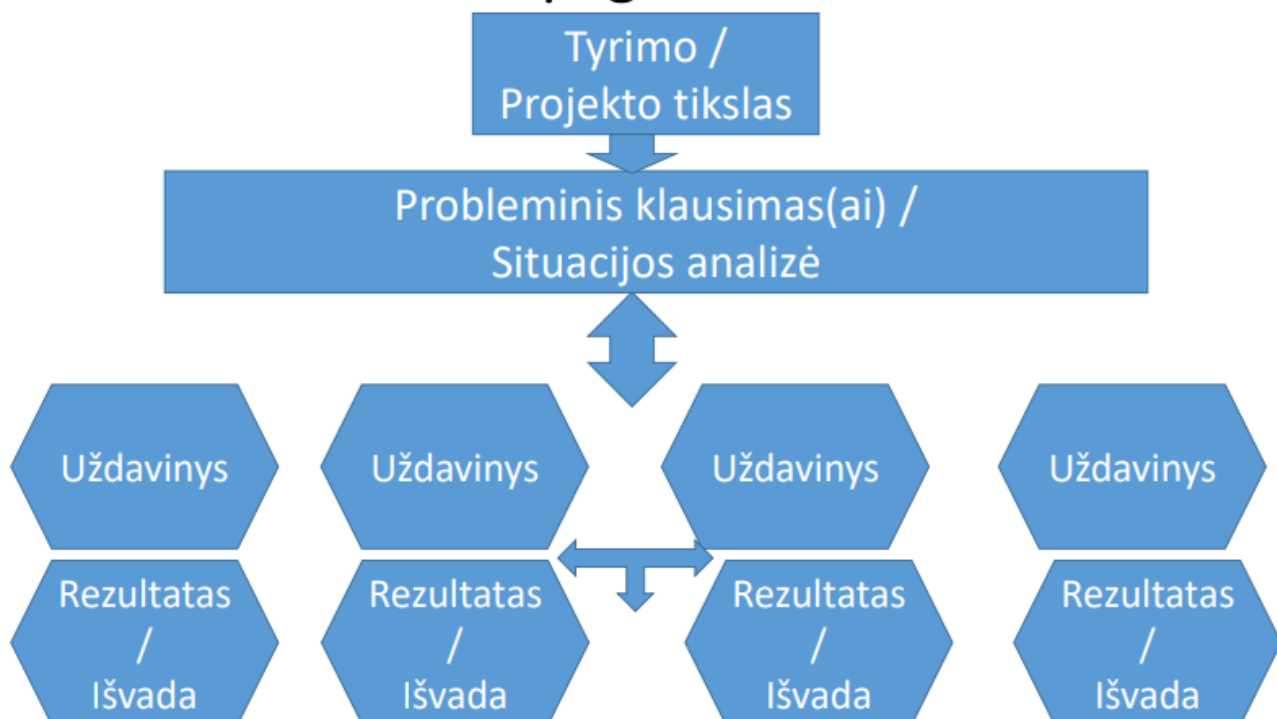 Tyrimo /
Projekto tikslas
Probleminis klausimas(ai) /
Situacijos analizė
Uždavinys
Uždavinys
Uždavinys
Uždavinys
Rezultatas
/
Išvada
Rezultatas
/
Išvada
Rezultatas
/
Išvada
Rezultatas
/
Išvada